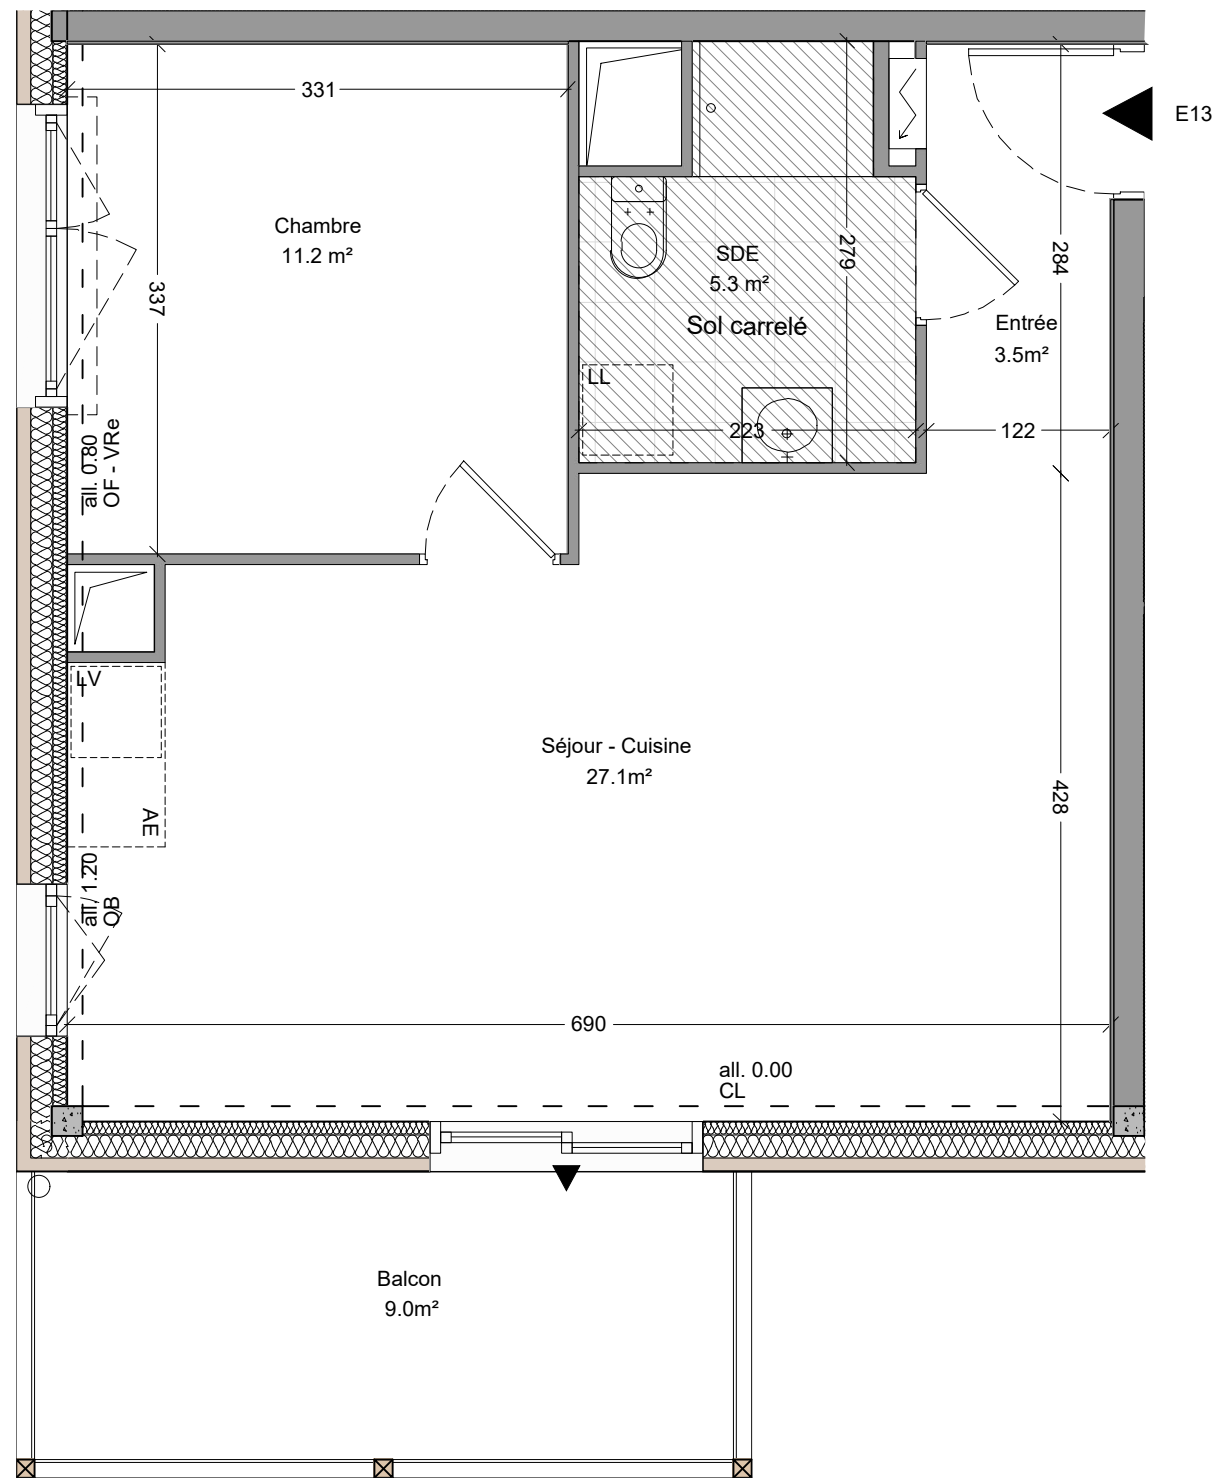 331
E13
Chambre
11.2 m²
337
SDE
5.3 m²
Sol carrelé
279
284
Entrée
3.5m²
LL
223
122
all. 0.80
OF - VRe
LV
AE
Séjour - Cuisine
27.1m²
428
all. 1.20
OB
690
all. 0.00
CL
Balcon
9.0m²